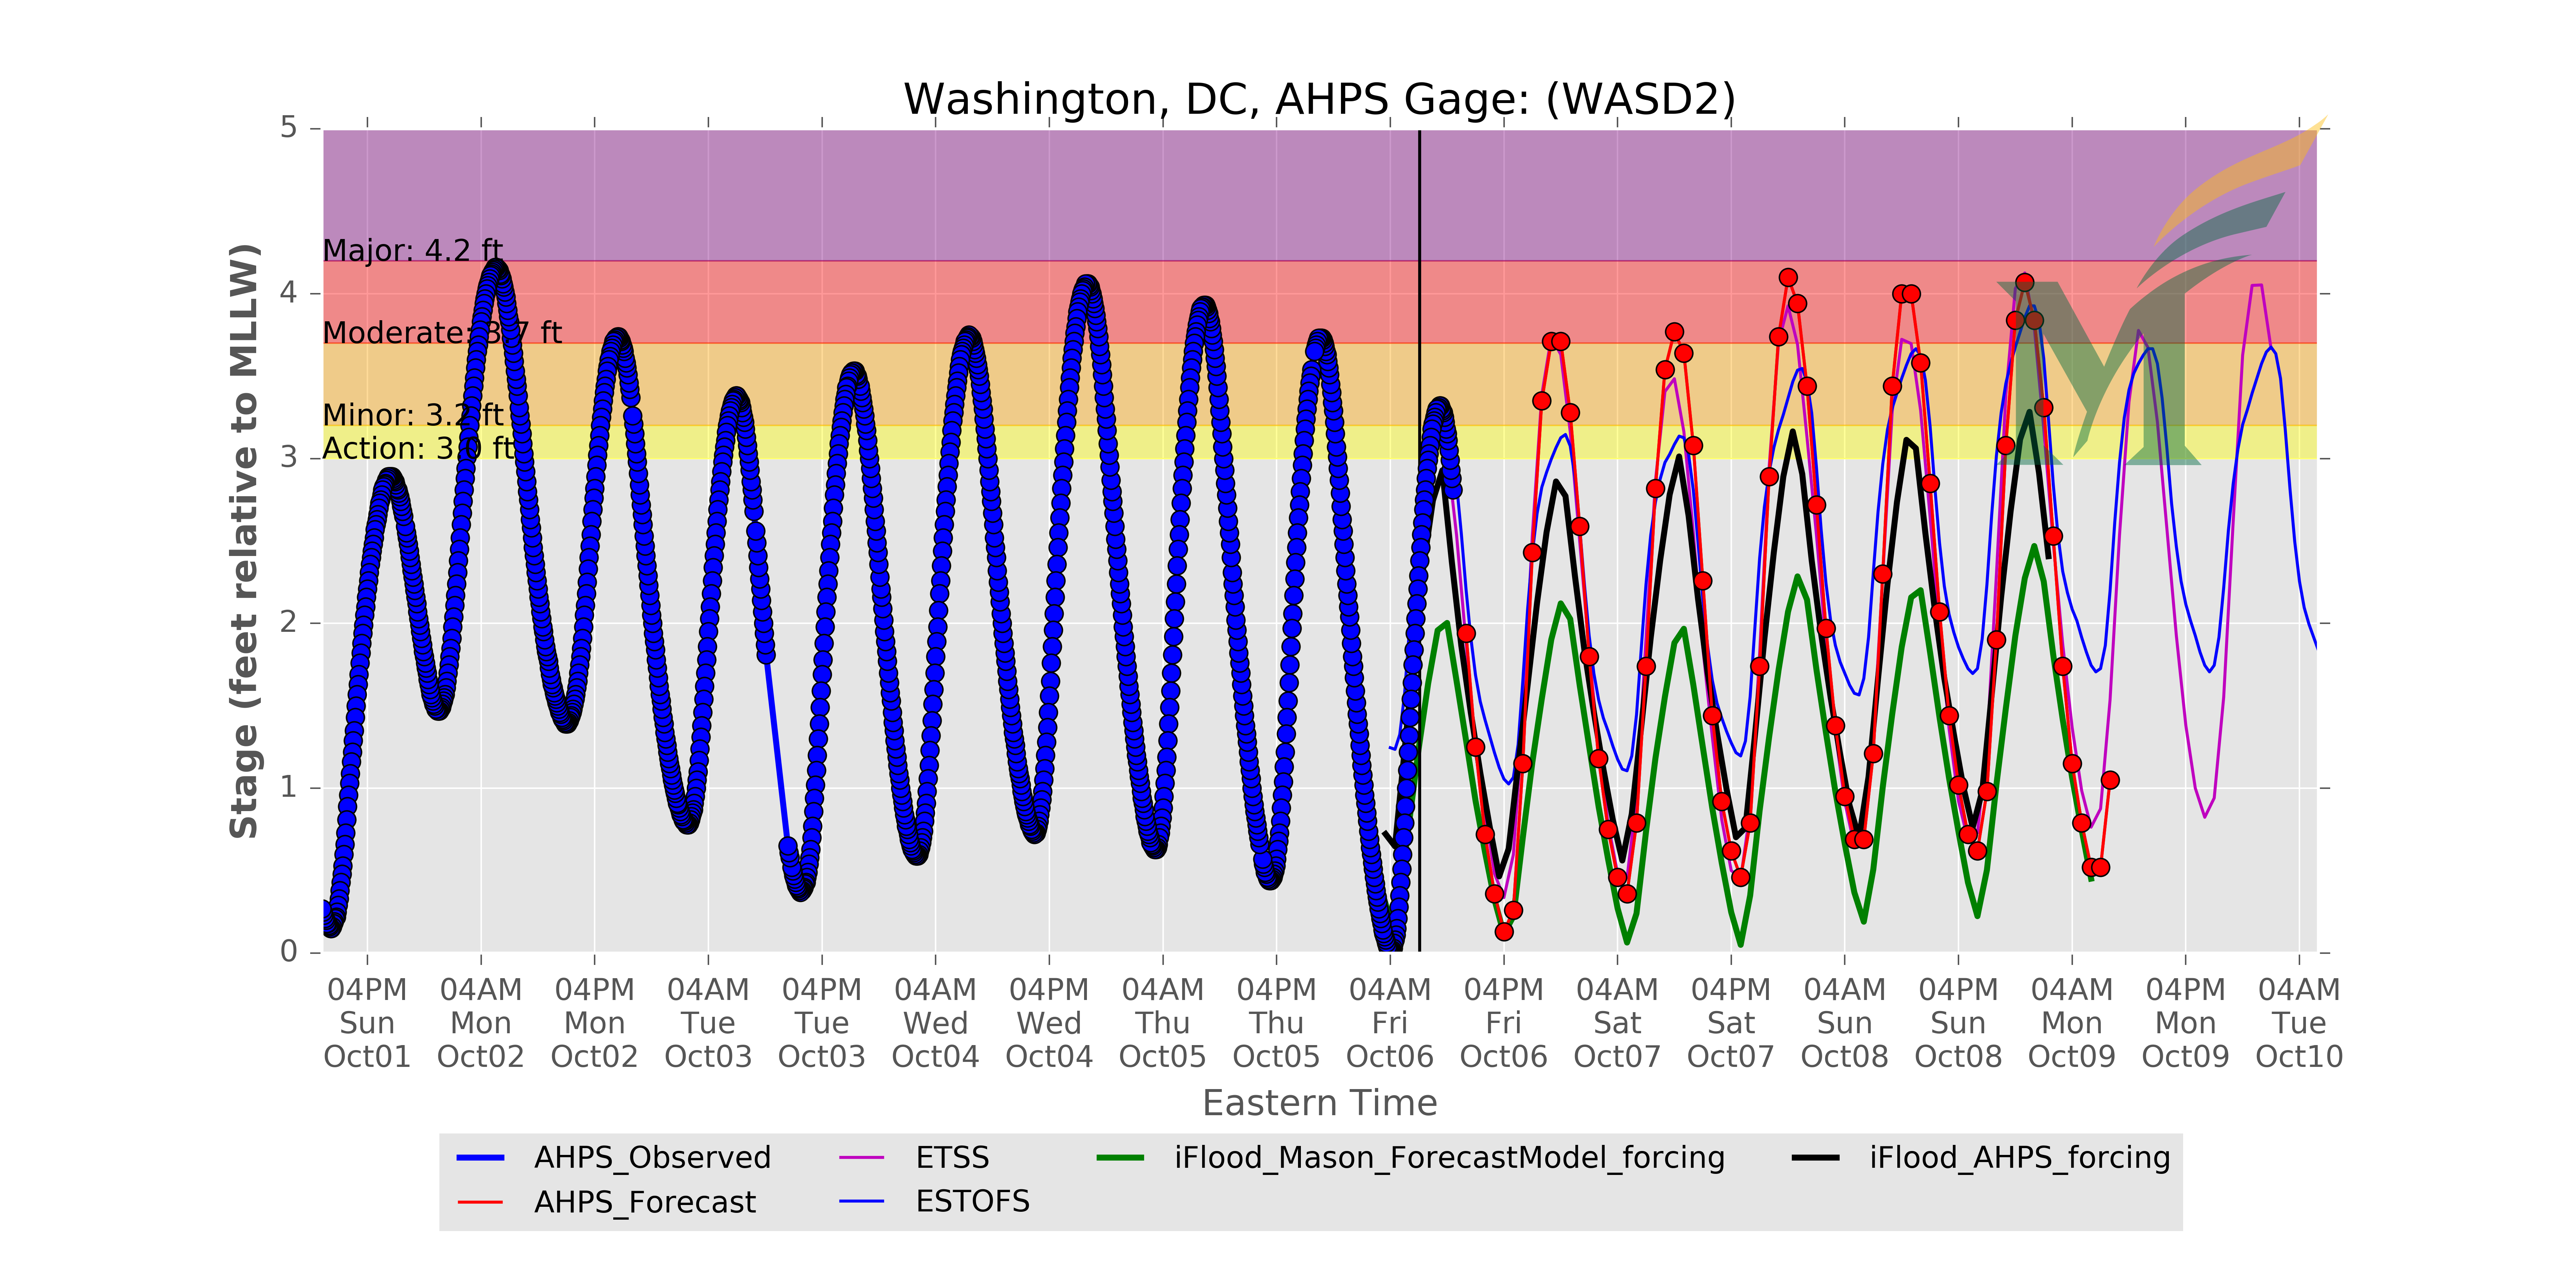 Washington, DC, AHPS Gage: (WASD2)
Stage (feet relative to MLLW)
5
4
3
2
1
0
Major: 4.2 ft
Moderate: 3.7 ft
Minor: 3.2 ft
Action: 3.0 ft
04PM 04AM 04PM 04AM 04PM 04AM 04PM 04AM 04PM 04AM 04PM 04AM 04PM 04AM 04PM 04AM 04PM 04AM
Sun Mon Mon Tue Tue Wed Wed Thu Thu Fri Fri Sat Sat Sun Sun Mon Mon Tue
Oct01 Oct02 Oct02 Oct03 Oct03 Oct04 Oct04 Oct05 Oct05 Oct06 Oct06 Oct07 Oct07 Oct08 Oct08 Oct09 Oct09 Oct10
Eastern Time
AHPS_Observed ETSS iFlood_Mason_ForecastModel_forcing iFlood_AHPS_forcing
AHPS_Forecast ESTOFS